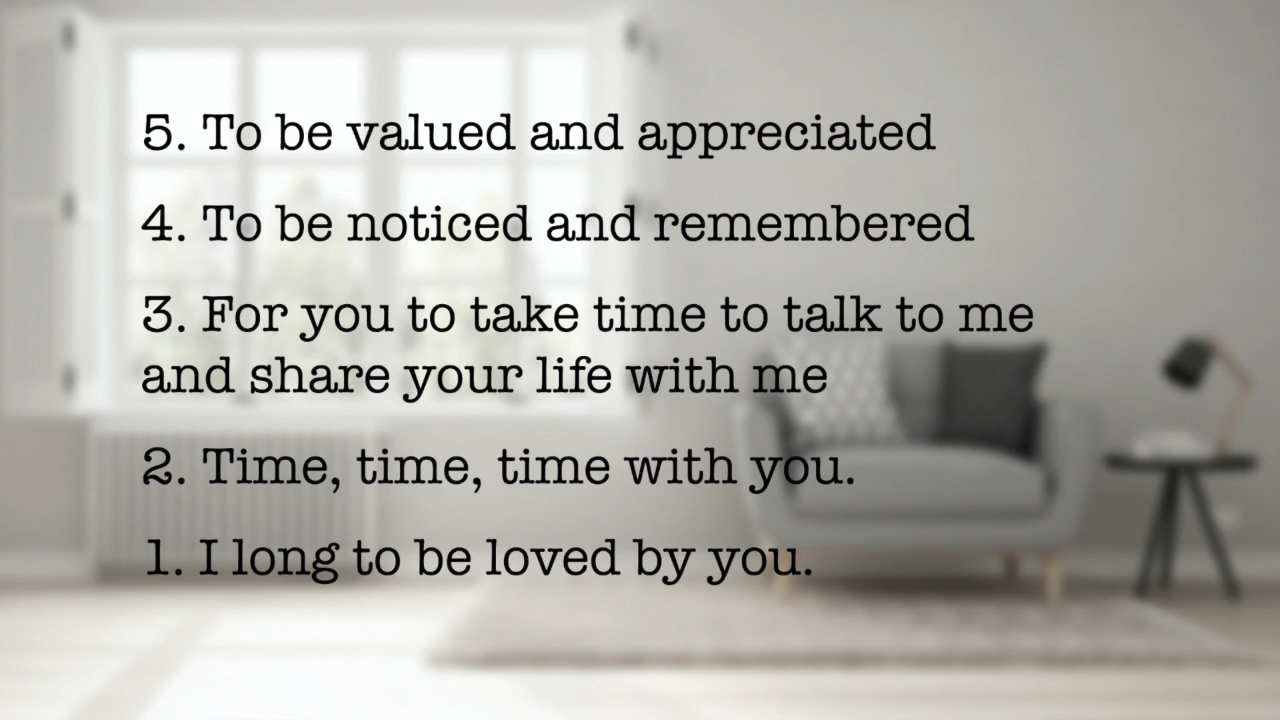 5. To be valued and appreciated
4. To be noticed and remembered
3. For you to take time to talk to me
and share your life with me
2. Time, time, time with you.
1. I long to be loved by you.